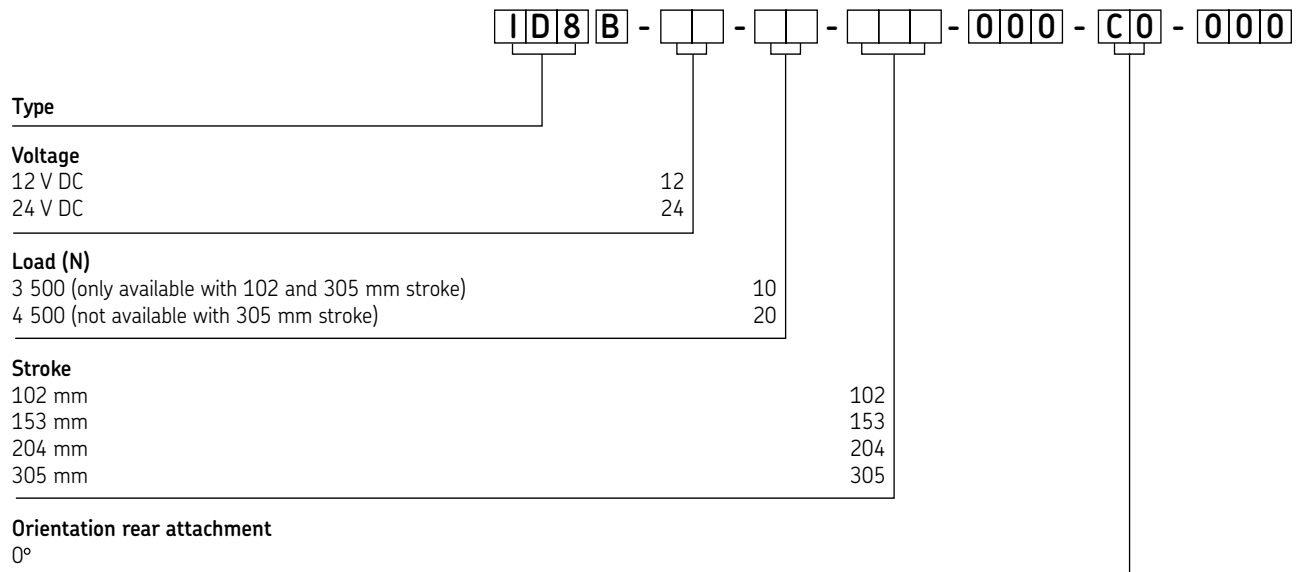 ID8B - - - - 000 - C0 - 000
Type
Voltage
12 V DC 12
24 V DC 24
Load (N)
3 500 (only available with 102 and 305 mm stroke) 10
4 500 (not available with 305 mm stroke) 20
Stroke
102 mm 102
153 mm 153
204 mm 204
305 mm 305
Orientation rear attachment
0°